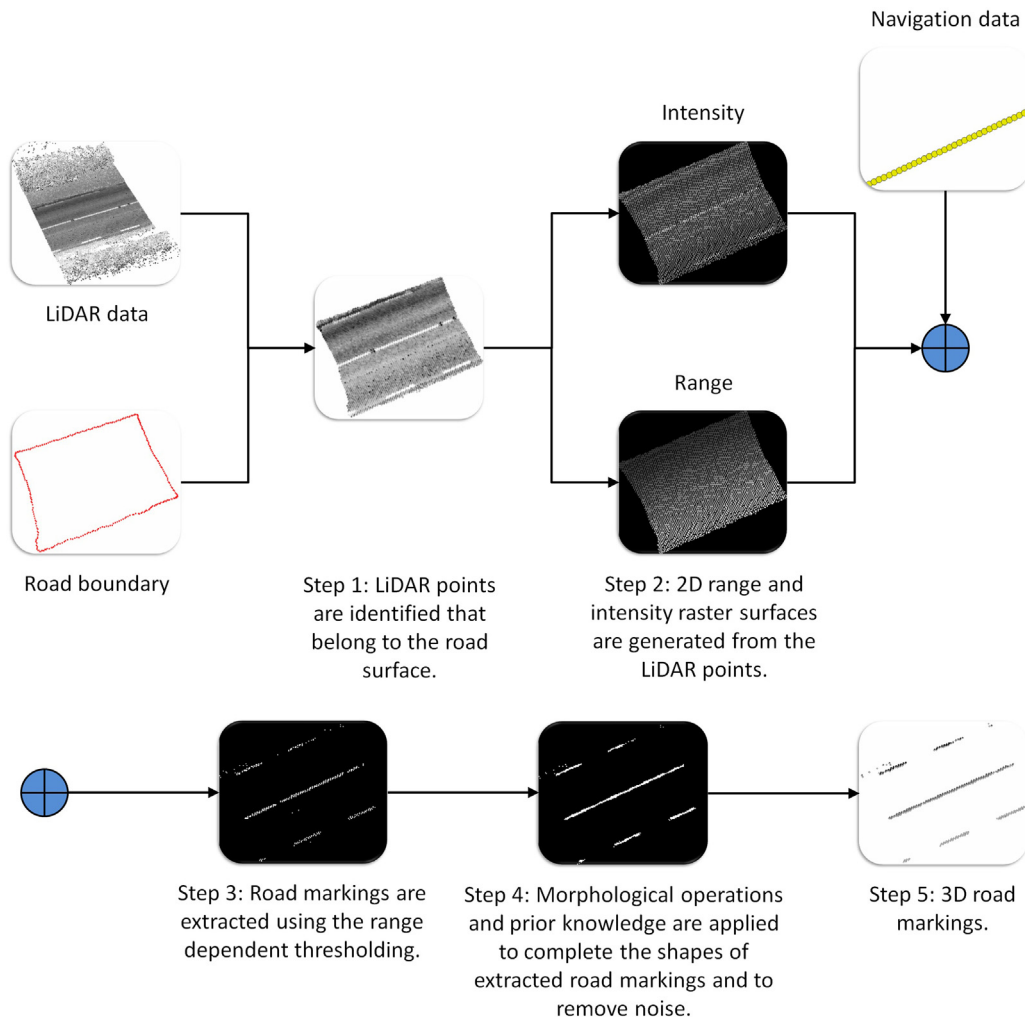 Navigation data
Intensity
LiDAR data
Range
Road boundary
Step 1: LiDAR points
are identified that
belong to the road
surface.
Step 2: 2D range and
intensity raster surfaces
are generated from the
LiDAR points.
Step 3: Road markings are
extracted using the range
dependent thresholding.
Step 4: Morphological operations
and prior knowledge are applied
to complete the shapes of
extracted road markings and to
remove noise.
Step 5: 3D road
markings.